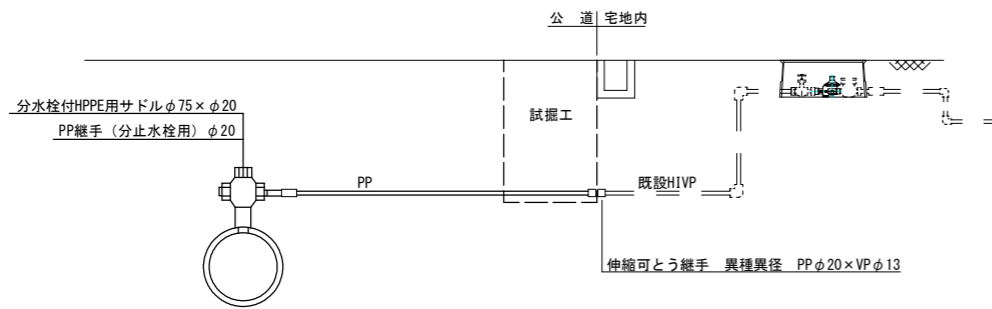 公 道 宅地内
分水栓付HPPE用サドルφ75×φ20
PP継手（分止水栓用）φ20
試掘工
PP
既設HIVP
伸縮可とう継手 異種異径 PPφ20×VPφ13